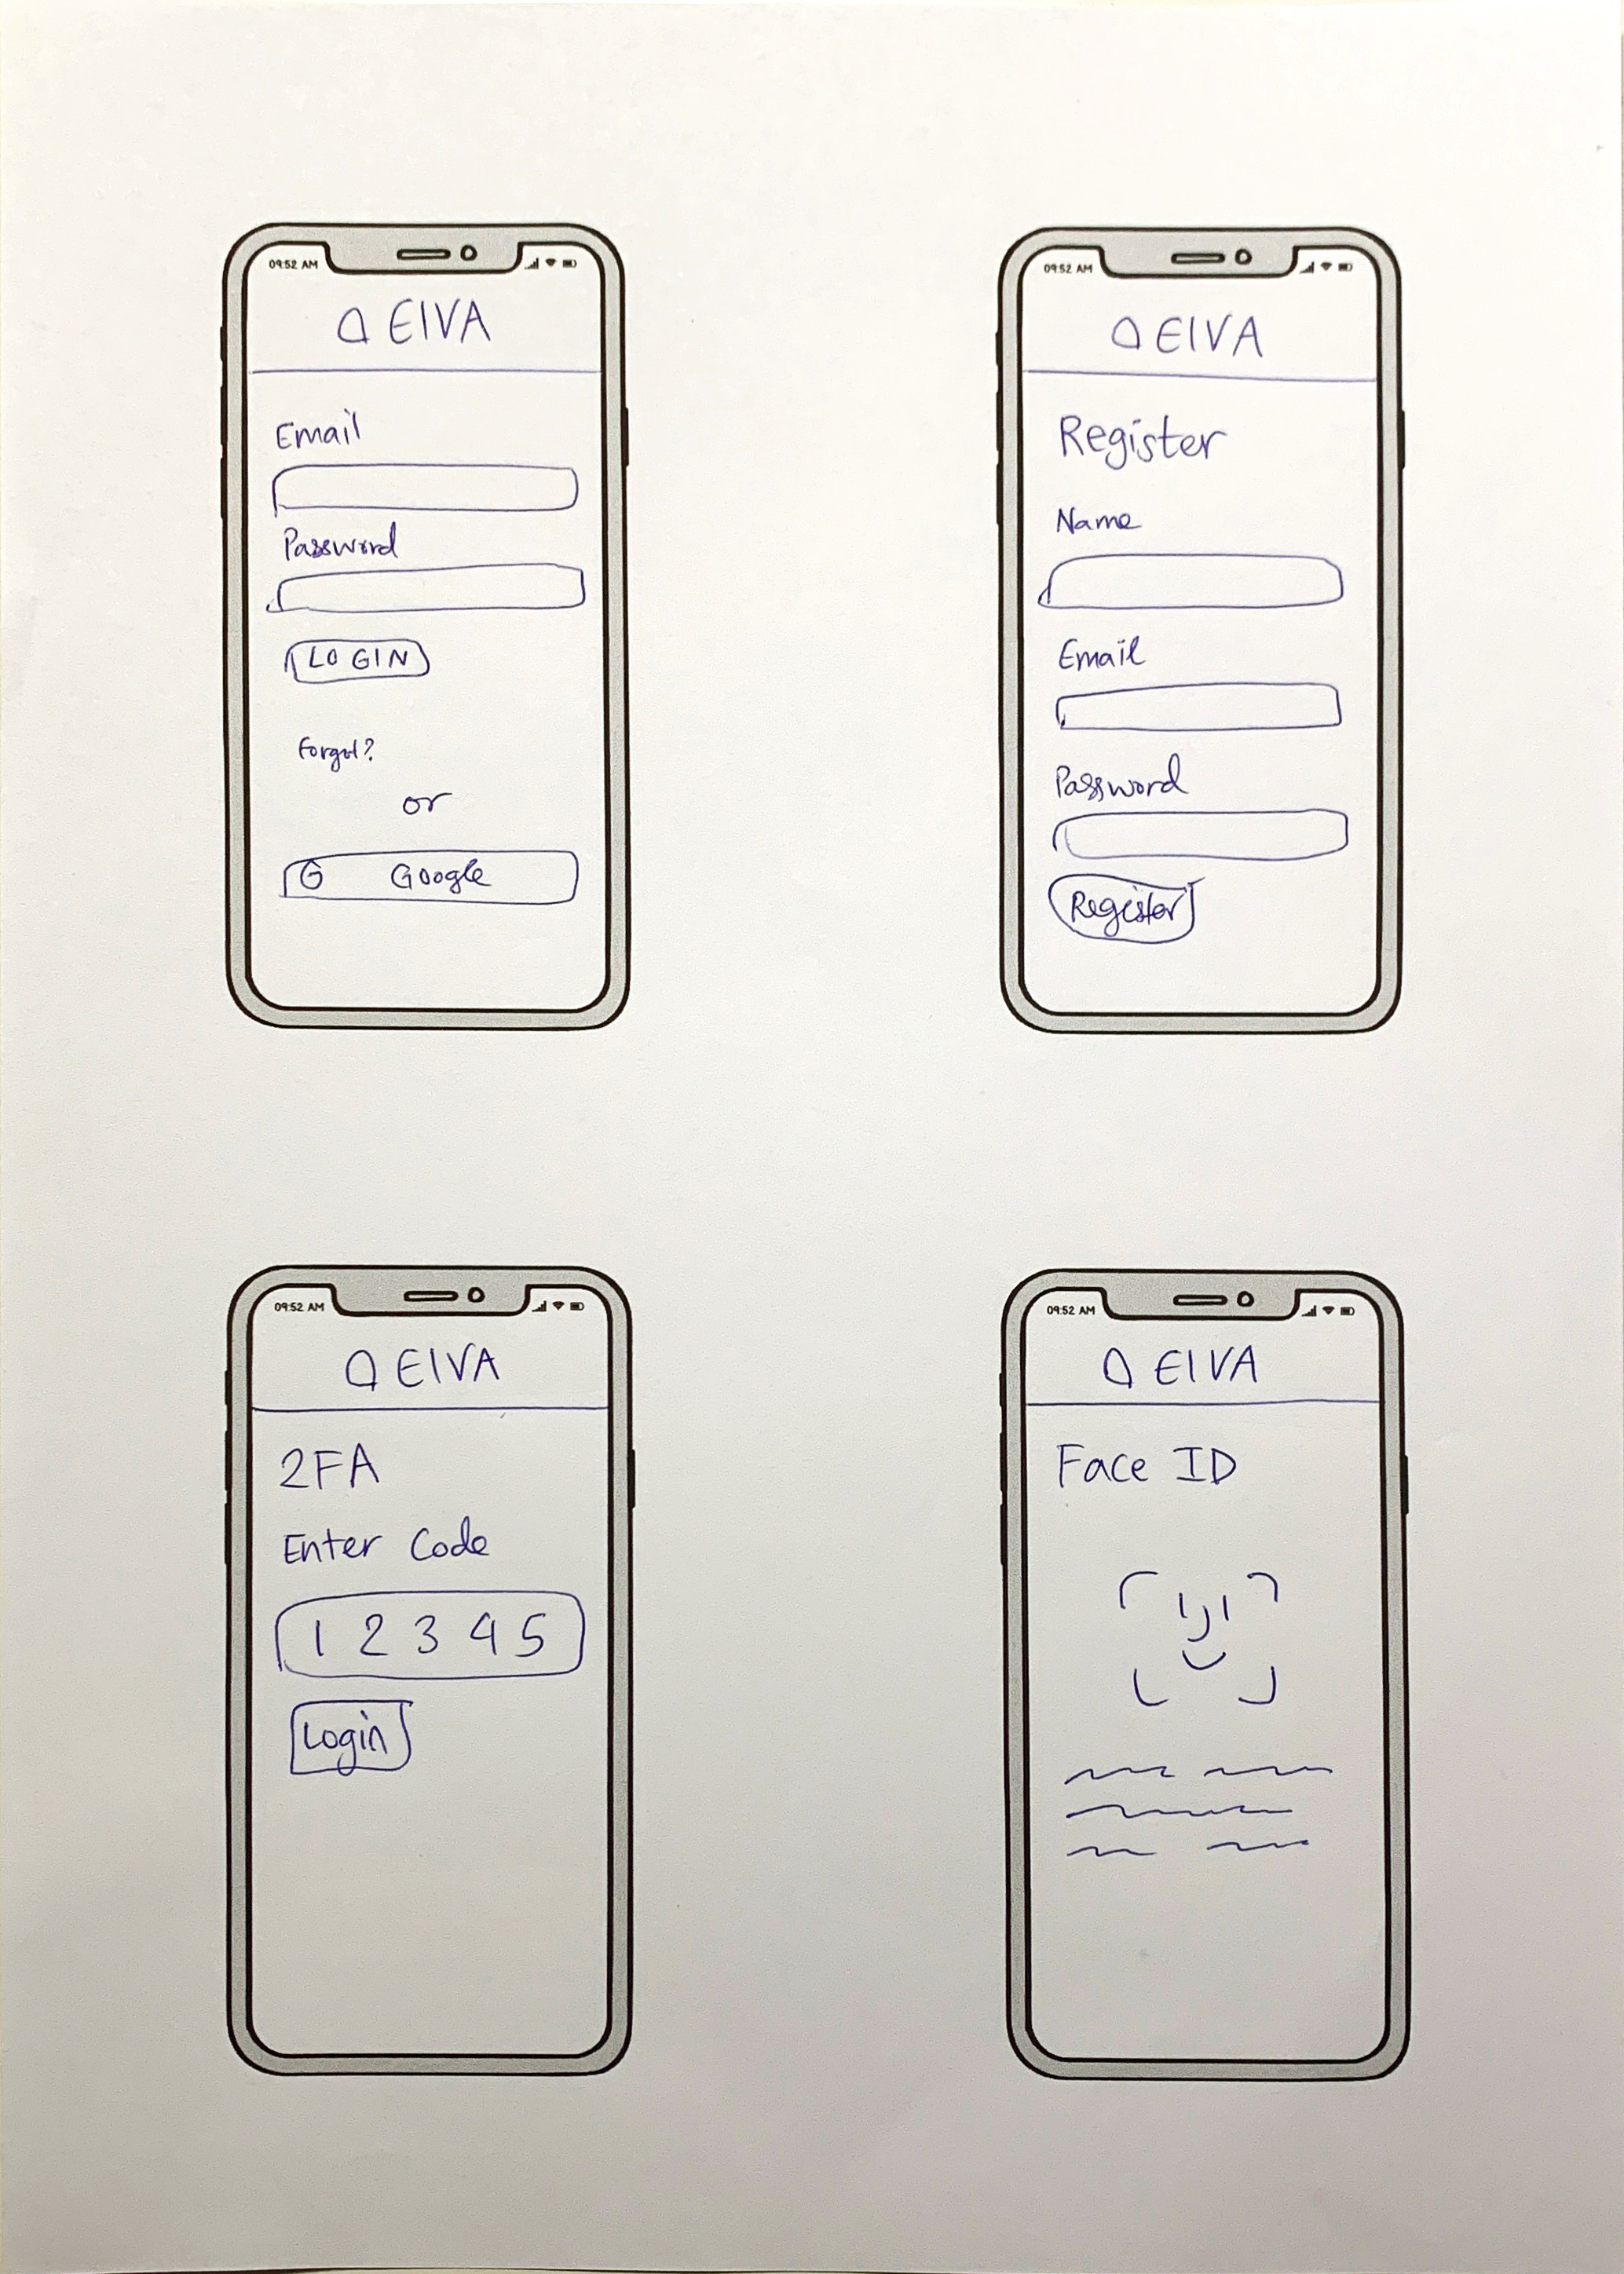 09:52 AM
EIVA
Email
Password
LOGIN
Forgot?
or
G Google
09:52 AM
EIVA
Register
Name
Email
Password
Register
09:52 AM
EIVA
2FA
Enter Code
1 2 3 4 5
Login
09:52 AM
EIVA
Face ID